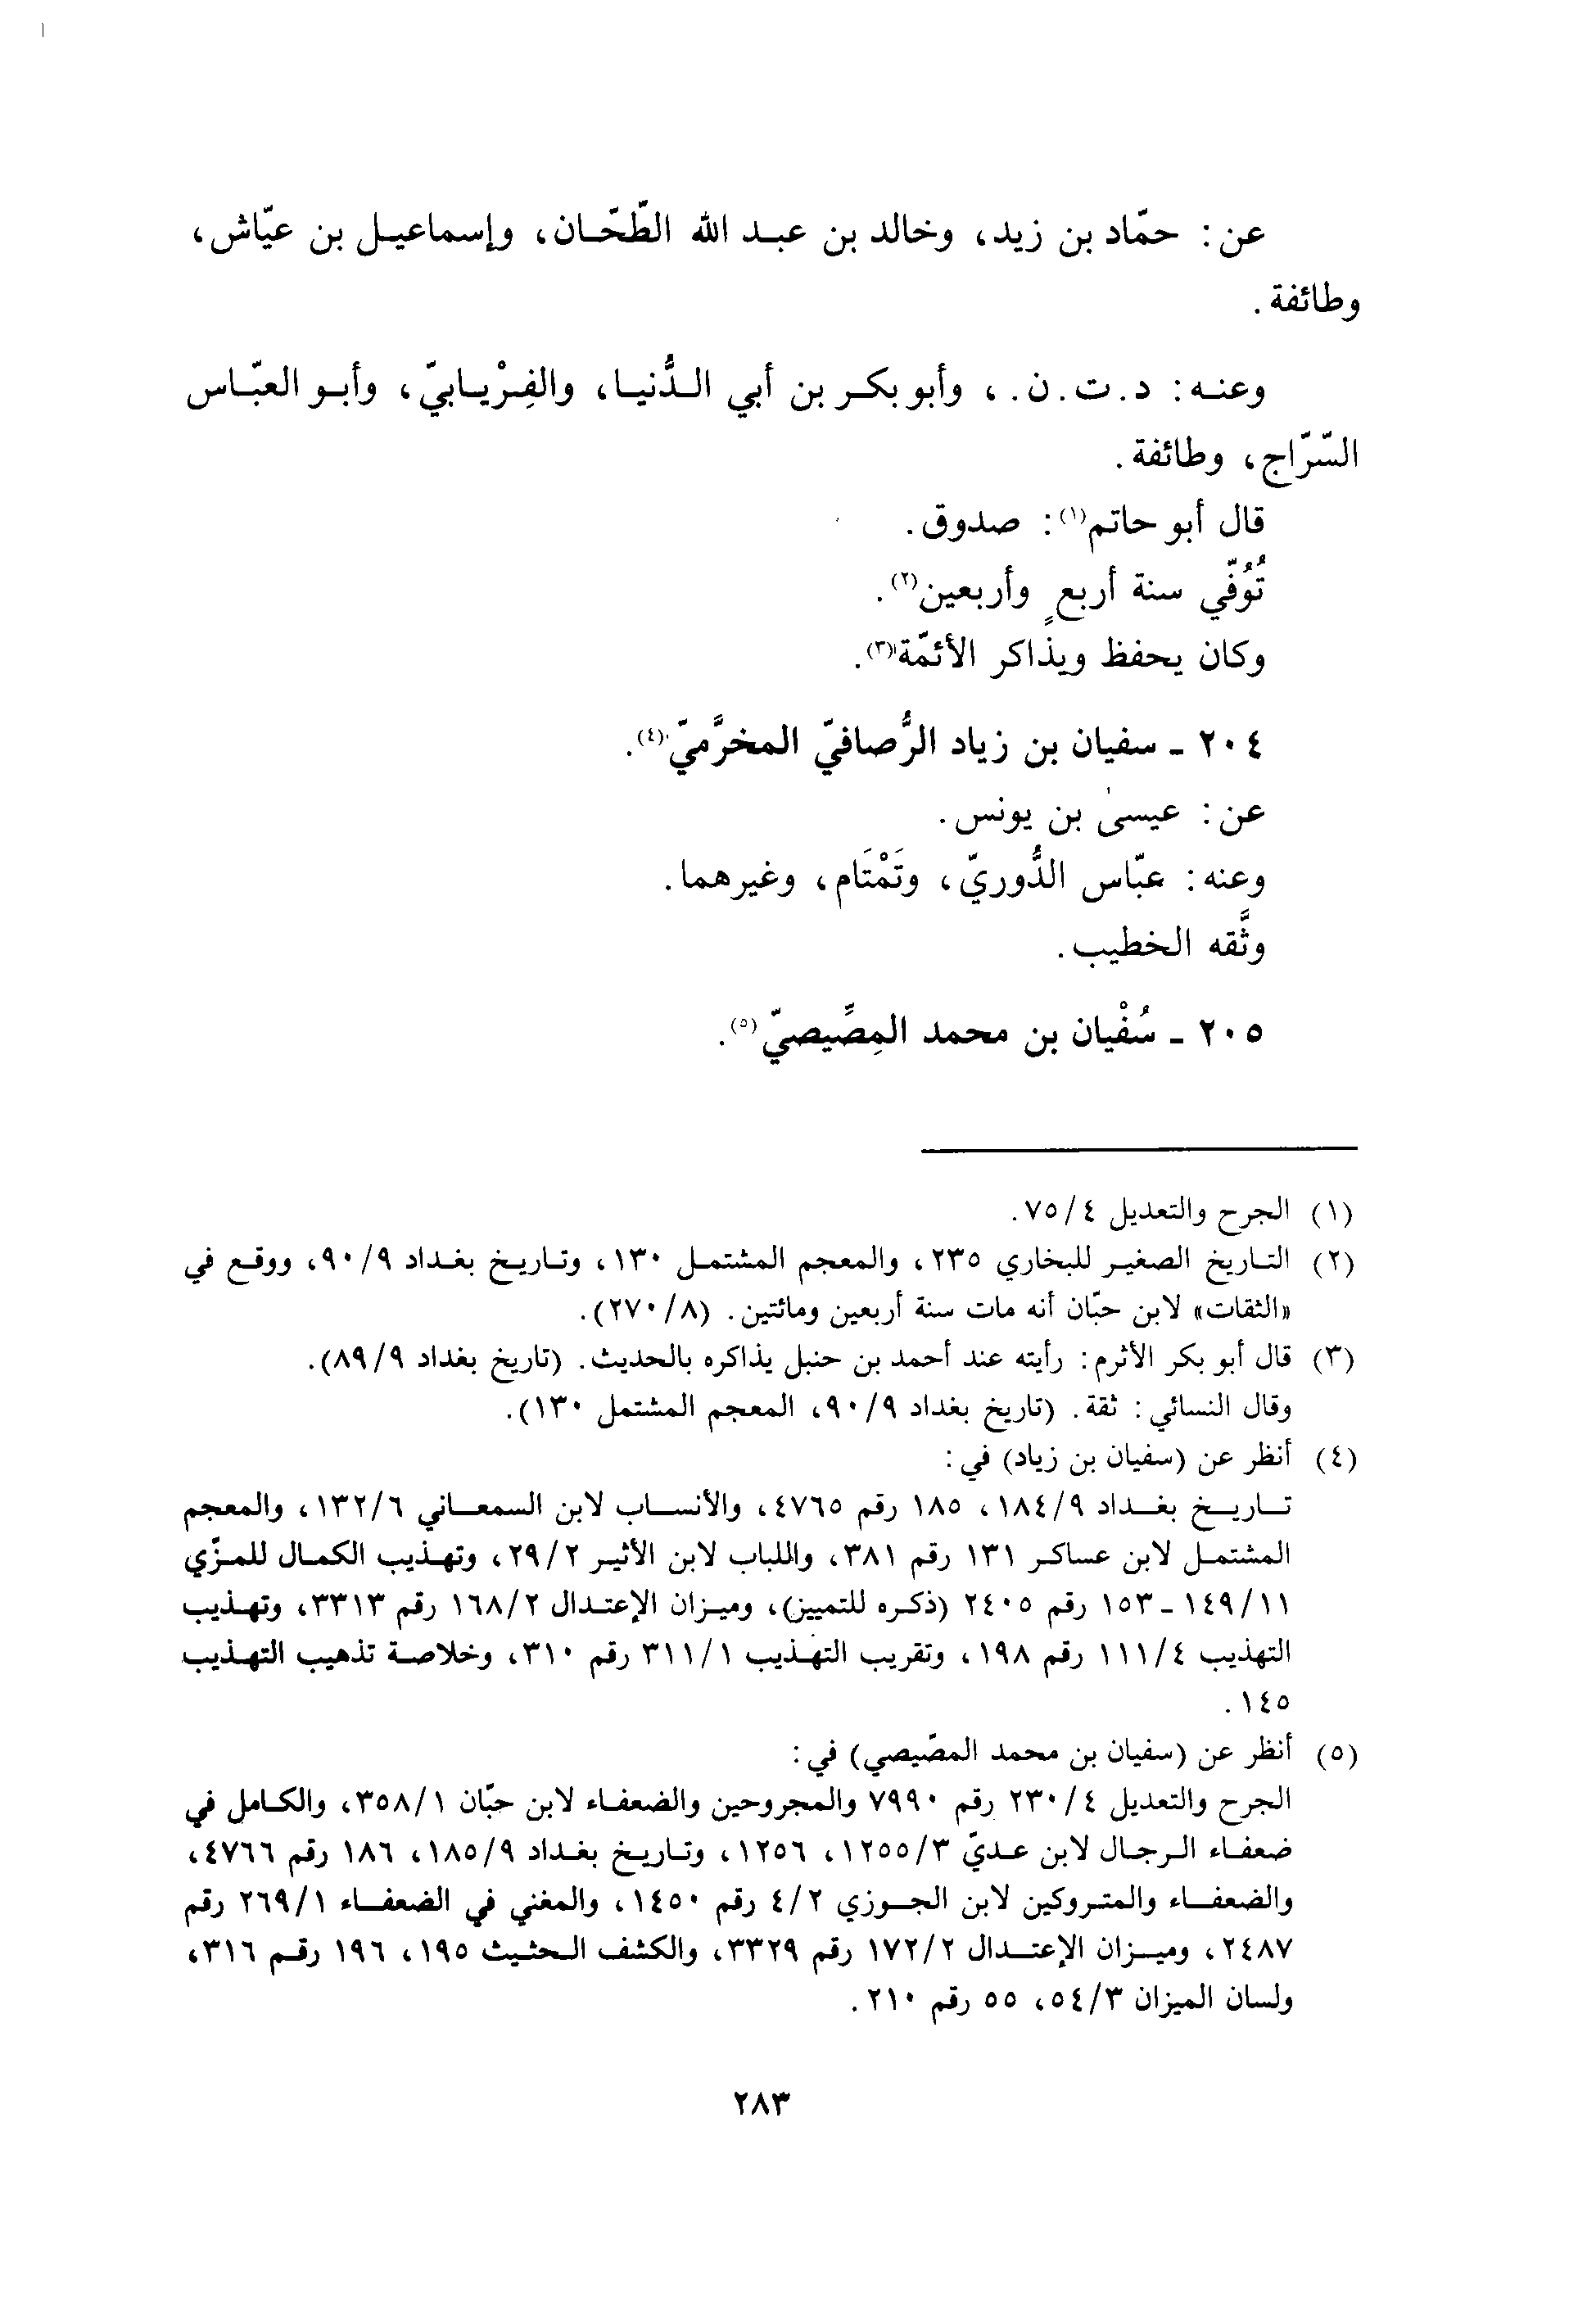 عن: حمّاد بن زيد، وخالد بن عبد الله الطّحّان، وإسماعيل بن عيّاش،
وطائفة.
وعنه: د.ت.ن.، وأبو بكر بن أبي الدُّنيا، والفِرْيابيّ، وأبو العبّاس
السّرّاج، وطائفة.
قال أبو حاتم(١): صدوق.
تُوُفّي سنة أربعٍ وأربعين(٢).
وكان يحفظ ويذاكر الأئمّة(٣).
٢٠٤ - سفيان بن زياد الرُّصافيّ المخرَّميّ(٤).
عن: عيسىٰ بن يونس.
وعنه: عبّاس الدُّوريّ، وتَمْتَام، وغيرهما.
وثَّقه الخطيب.
٢٠٥ - سُفْيان بن محمد المِصِّيصيّ(٥).
(١) الجرح والتعديل ٧٥/٤.
(٢) التاريخ الصغير للبخاري ٢٣٥، والمعجم المشتمل ١٣٠، وتاريخ بغداد ٩٠/٩، ووقع في
«الثقات» لابن حبّان أنه مات سنة أربعين ومائتين. (٢٧٠/٨).
(٣) قال أبو بكر الأثرم: رأيته عند أحمد بن حنبل يذاكره بالحديث. (تاريخ بغداد ٨٩/٩).
وقال النسائي: ثقة. (تاريخ بغداد ٩٠/٩، المعجم المشتمل ١٣٠).
(٤) أنظر عن (سفيان بن زياد) في:
تاريخ بغداد ١٨٤/٩، ١٨٥ رقم ٤٧٦٥، والأنساب لابن السمعاني ١٣٢/٦، والمعجم
المشتمل لابن عساكر ١٣١ رقم ٣٨١، واللباب لابن الأثير ٢٩/٢، وتهذيب الكمال للمزّي
١٤٩/١١ - ١٥٣ رقم ٢٤٠٥ (ذكره للتمييز)، وميزان الإعتدال ١٦٨/٢ رقم ٣٣١٣، وتهذيب
التهذيب ١١١/٤ رقم ١٩٨، وتقريب التهذيب ٣١١/١ رقم ٣١٠، وخلاصة تذهيب التهذيب
١٤٥.
(٥) أنظر عن (سفيان بن محمد المصّيصي) في:
الجرح والتعديل ٢٣٠/٤ رقم ٧٩٩٠ والمجروحين والضعفاء لابن حبّان ٣٥٨/١، والكامل في
ضعفاء الرجال لابن عديّ ١٢٥٥/٣، ١٢٥٦، وتاريخ بغداد ١٨٥/٩، ١٨٦ رقم ٤٧٦٦،
والضعفاء والمتروكين لابن الجوزي ٤/٢ رقم ١٤٥٠، والمغني في الضعفاء ٢٦٩/١ رقم
٢٤٨٧، وميزان الإعتدال ١٧٢/٢ رقم ٣٣٢٩، والكشف الحثيث ١٩٥، ١٩٦ رقم ٣١٦،
ولسان الميزان ٥٤/٣، ٥٥ رقم ٢١٠.
٢٨٣